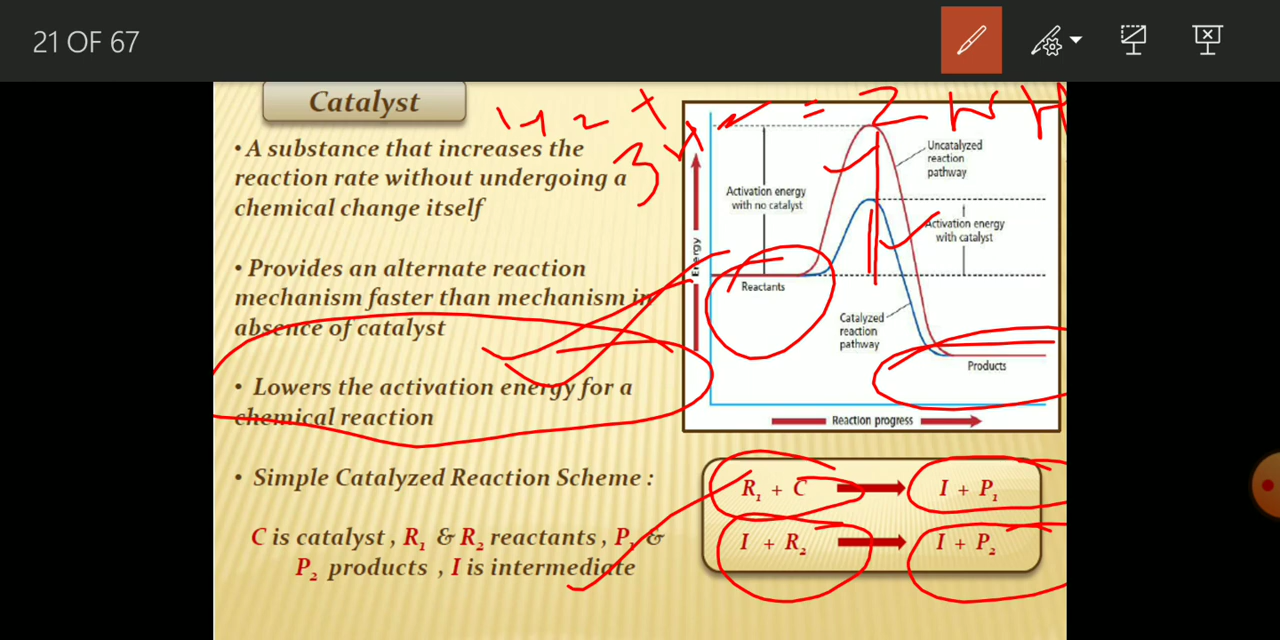 21 OF 67
Catalyst
• A substance that increases the
reaction rate without undergoing a
chemical change itself
• Provides an alternate reaction
mechanism faster than mechanism in
absence of catalyst
• Lowers the activation energy for a
chemical reaction
• Simple Catalyzed Reaction Scheme :
C is catalyst , R₁ & R₂ reactants , P₁ &
P₂ products , I is intermediate
Uncatalyzed
reaction
pathway
Activation energy
with no catalyst
Activation energy
with catalyst
Energy
Reactants
Catalyzed
reaction
pathway
Products
Reaction progress
R₁ + C I + P₁
I + R₂ I + P₂